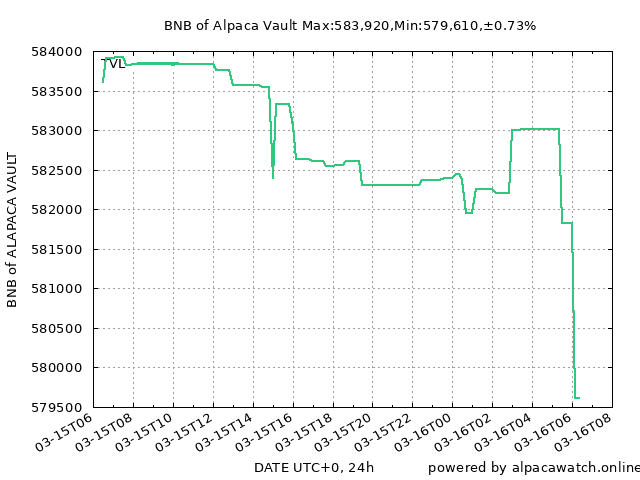 BNB of Alpaca Vault Max:583,920,Min:579,610,±0.73%
584000
583500
583000
582500
582000
581500
581000
580500
580000
579500
TVL
BNB of ALAPACA VAULT
03-15T06
03-15T08
03-15T10
03-15T12
03-15T14
03-15T16
03-15T18
03-15T20
03-15T22
03-16T00
03-16T02
03-16T04
03-16T06
03-16T08
DATE UTC+0, 24h
powered by alpacawatch.online